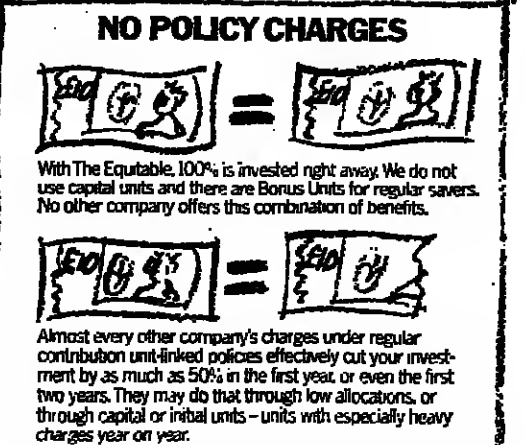 NO POLICY CHARGES
£10 = £10
With The Equitable, 100% is invested right away. We do not
use capital units and there are Bonus Units for regular savers.
No other company offers this combination of benefits.
£10 = £10
Almost every other company's charges under regular
contribution unit-linked policies effectively cut your invest-
ment by as much as 50% in the first year, or even the first
two years. They may do that through low allocations, or
through capital or initial units – units with especially heavy
charges year on year.